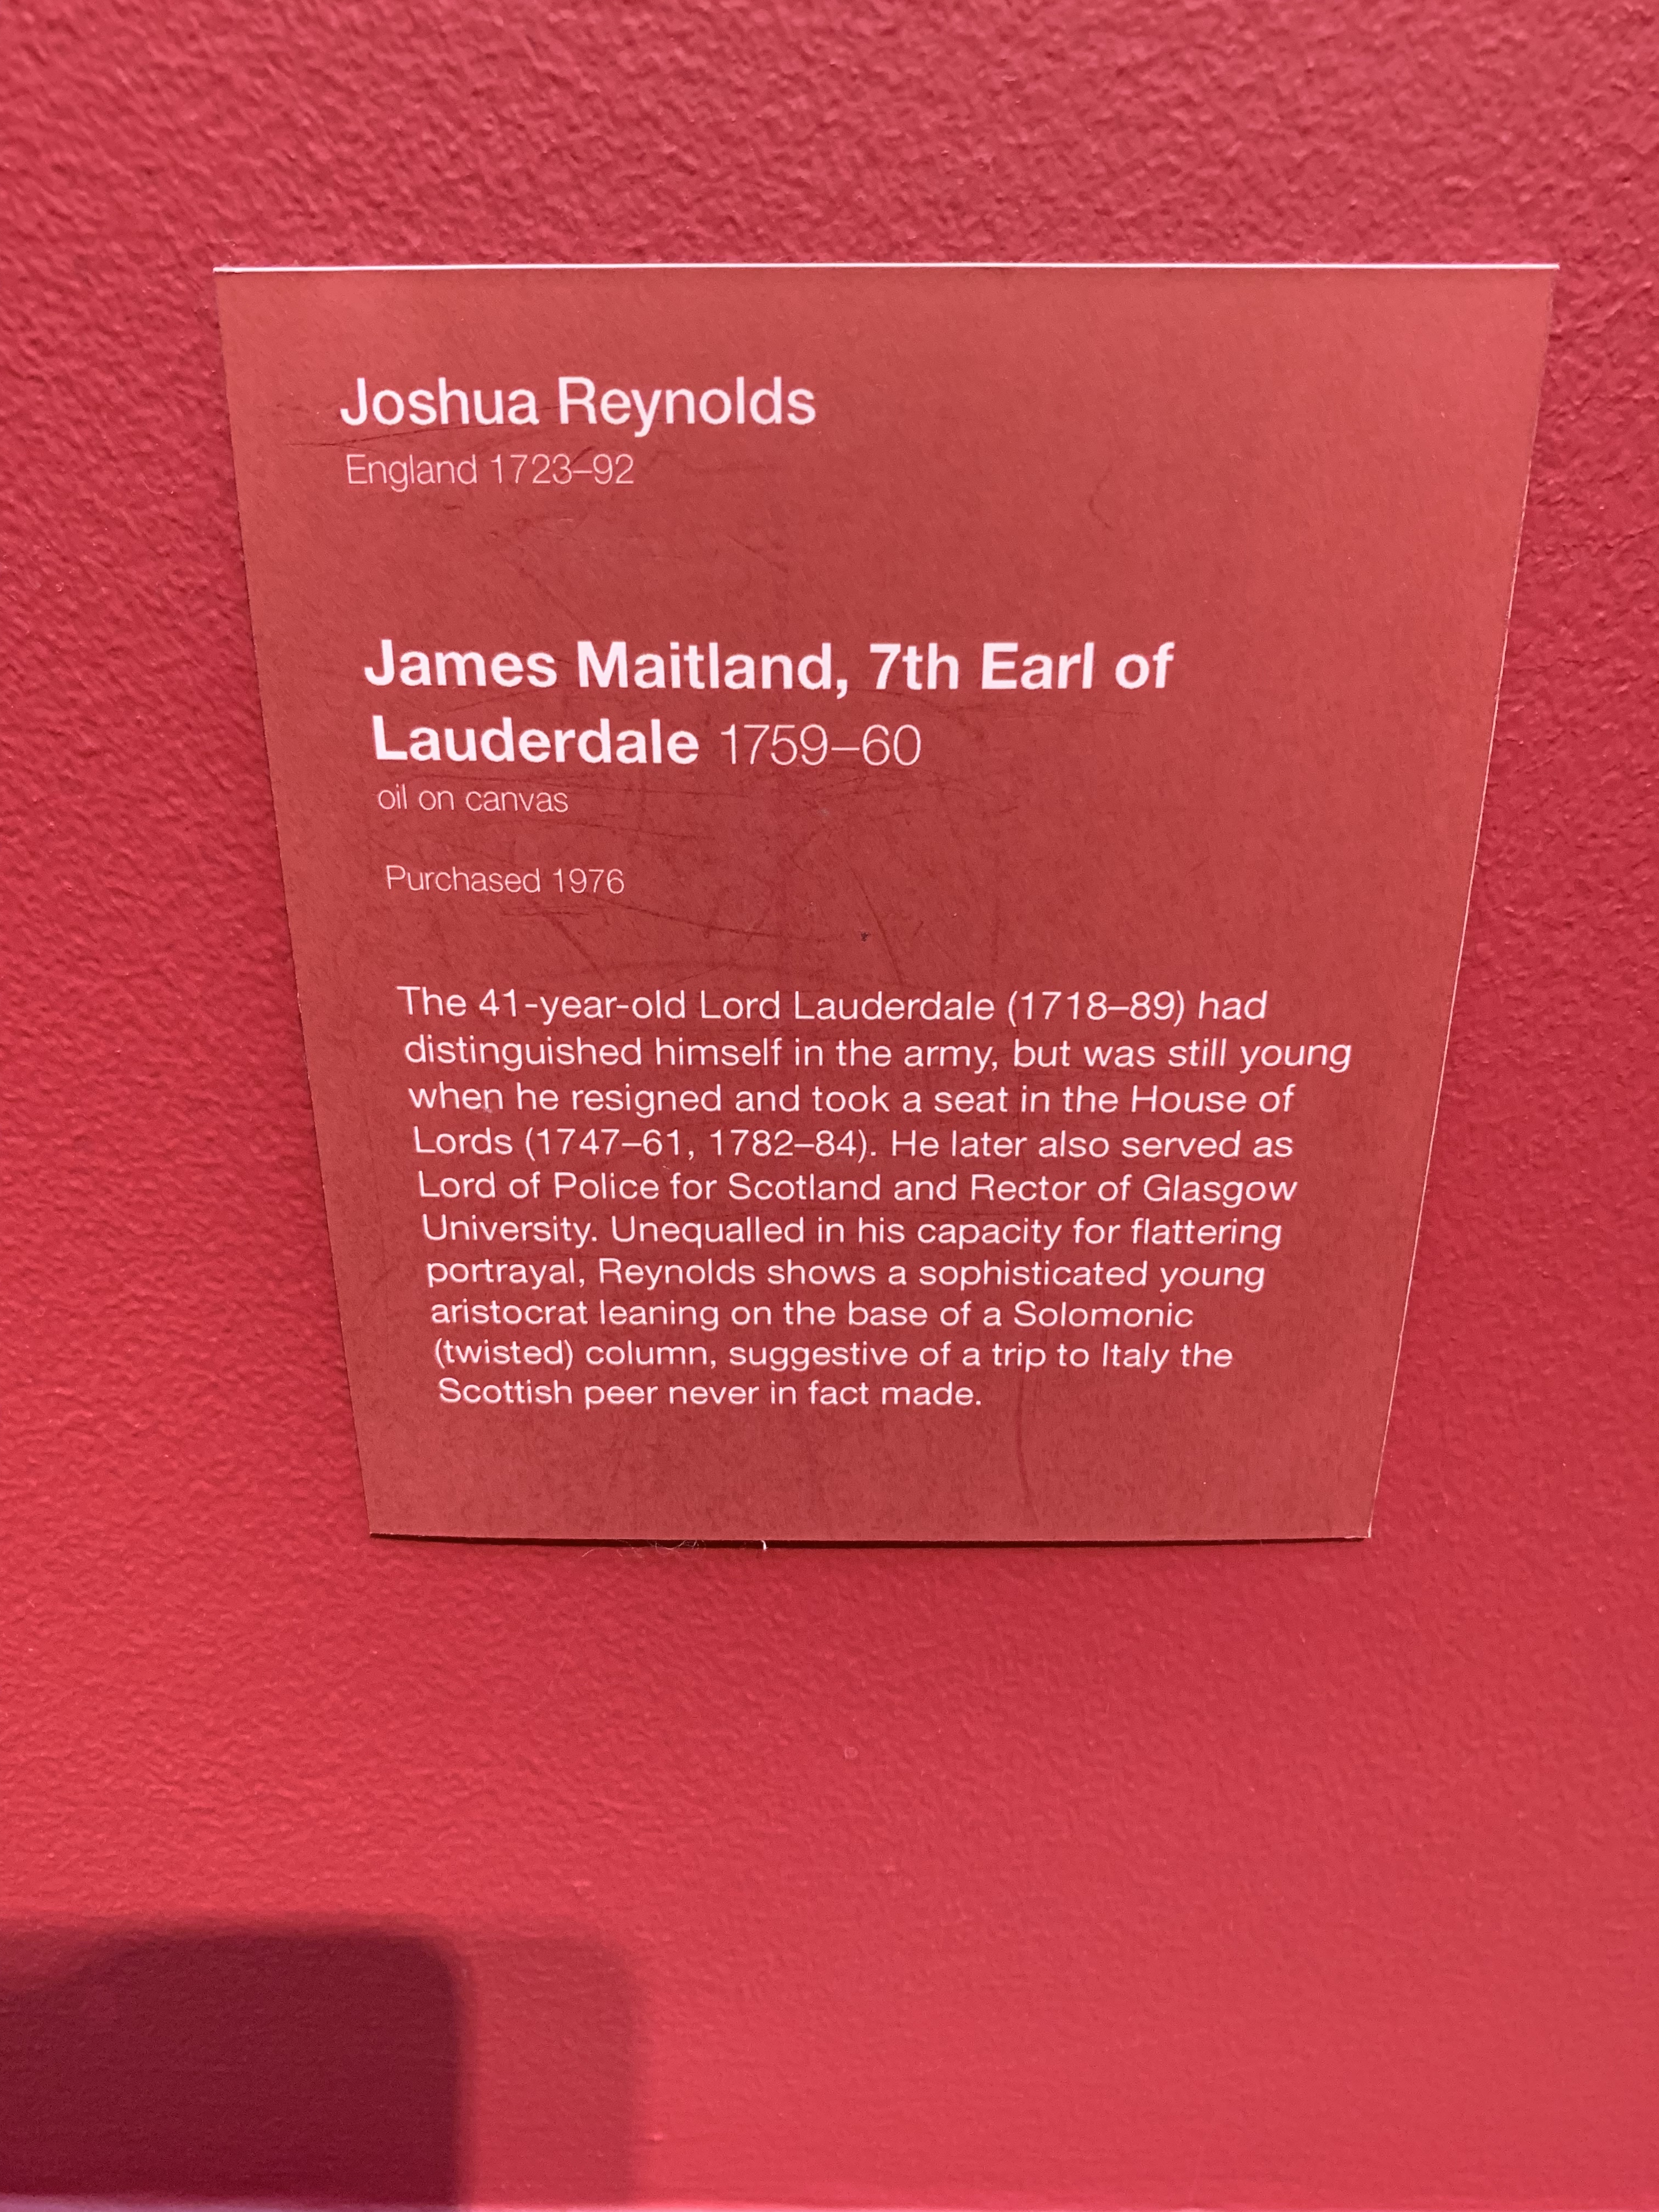 Joshua Reynolds
England 1723–92
James Maitland, 7th Earl of
Lauderdale 1759–60
oil on canvas
Purchased 1976
The 41-year-old Lord Lauderdale (1718–89) had
distinguished himself in the army, but was still young
when he resigned and took a seat in the House of
Lords (1747–61, 1782–84). He later also served as
Lord of Police for Scotland and Rector of Glasgow
University. Unequalled in his capacity for flattering
portrayal, Reynolds shows a sophisticated young
aristocrat leaning on the base of a Solomonic
(twisted) column, suggestive of a trip to Italy the
Scottish peer never in fact made.